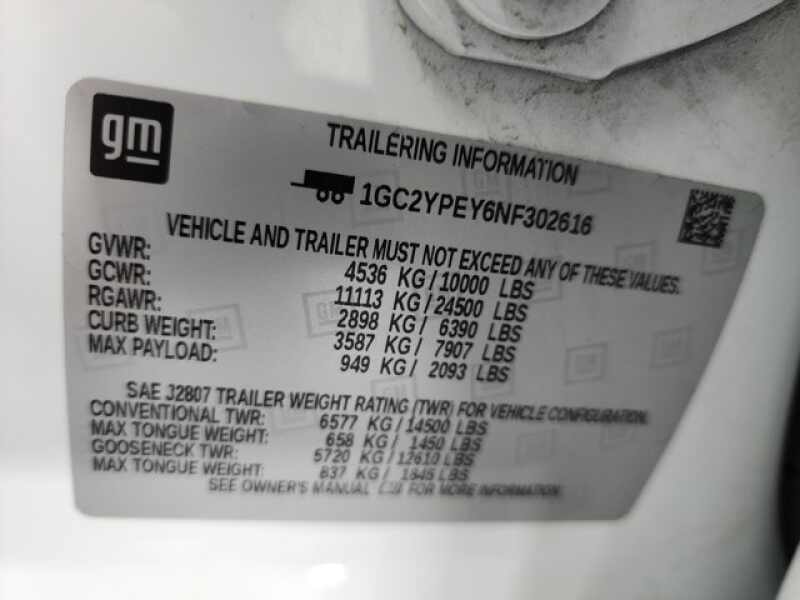 gm
TRAILERING INFORMATION
1GC2YPEY6NF302616
VEHICLE AND TRAILER MUST NOT EXCEED ANY OF THESE VALUES.
GVWR: 4536 KG/10000 LBS
GCWR: 11113 KG/24500 LBS
RGAWR: 2898 KG/ 6390 LBS
CURB WEIGHT: 3587 KG/ 7907 LBS
MAX PAYLOAD: 949 KG/ 2093 LBS
SAE J2807 TRAILER WEIGHT RATING (TWR) FOR VEHICLE CONFIGURATION.
CONVENTIONAL TWR: 6577 KG/14500 LBS
MAX TONGUE WEIGHT: 658 KG/ 1450 LBS
GOOSENECK TWR: 5720 KG/12610 LBS
MAX TONGUE WEIGHT: 837 KG/ 1845 LBS
SEE OWNER'S MANUAL FOR MORE INFORMATION.